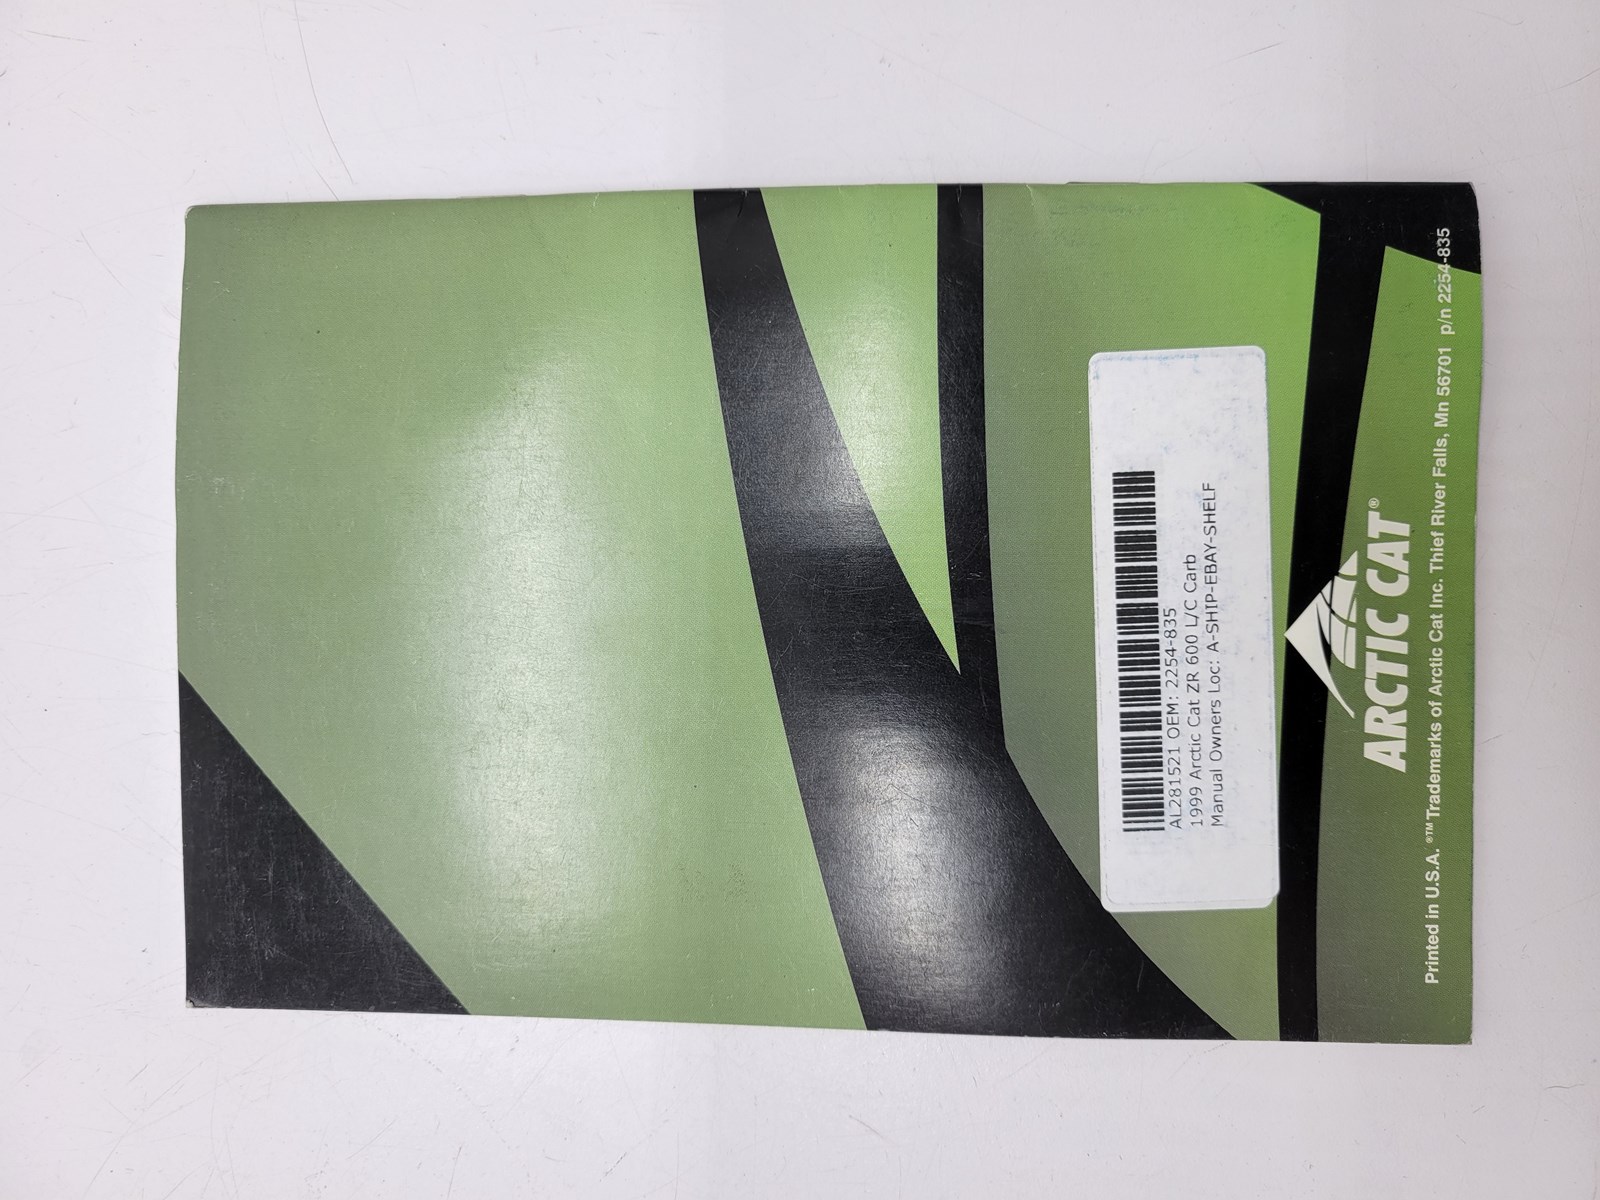 AL281521 OEM: 2254-835
1999 Arctic Cat ZR 600 L/C Carb
Manual Owners Loc: A-SHIP-EBAY-SHELF
ARCTIC CAT®
Printed in U.S.A. ®™ Trademarks of Arctic Cat Inc. Thief River Falls, Mn 56701 p/n 2254-835